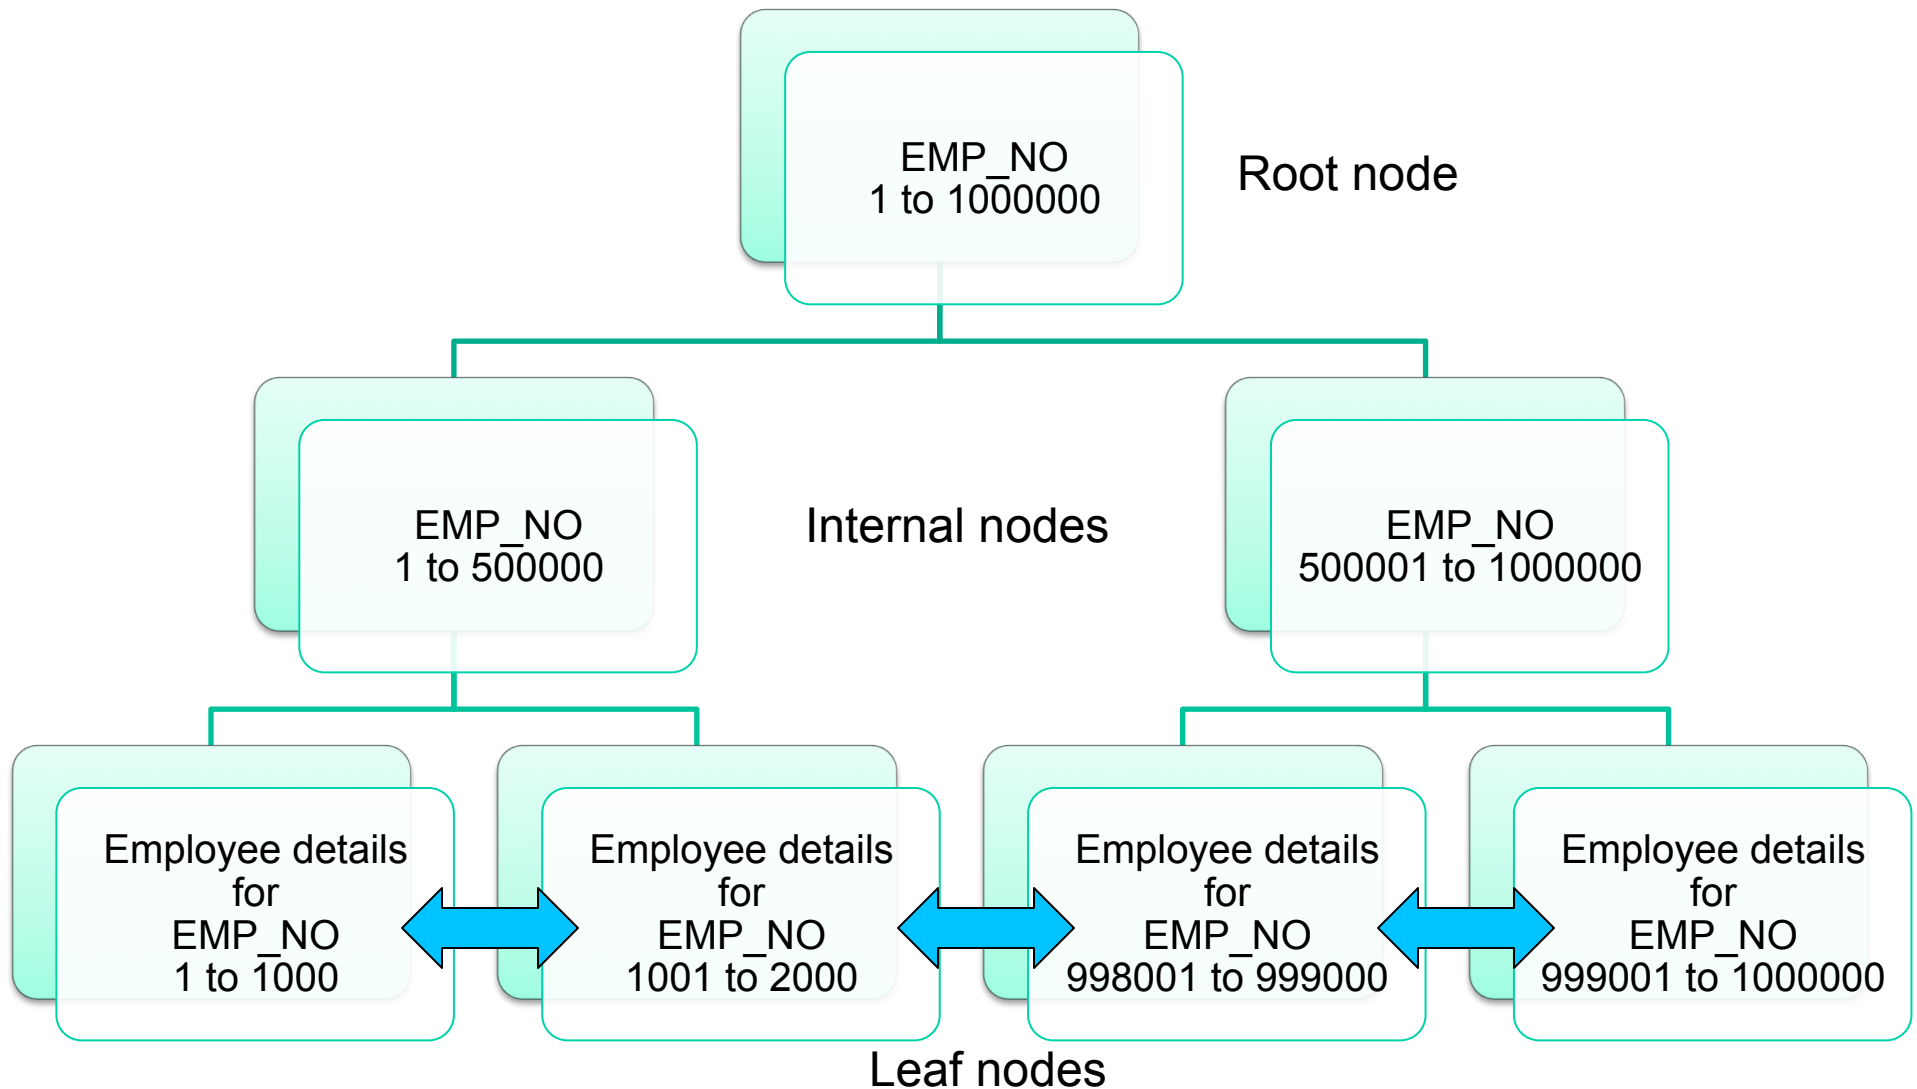 EMP_NO
1 to 1000000
Root node
EMP_NO
1 to 500000
Internal nodes
EMP_NO
500001 to 1000000
Employee details
for
EMP_NO
1 to 1000
Employee details
for
EMP_NO
1001 to 2000
Employee details
for
EMP_NO
998001 to 999000
Employee details
for
EMP_NO
999001 to 1000000
Leaf nodes